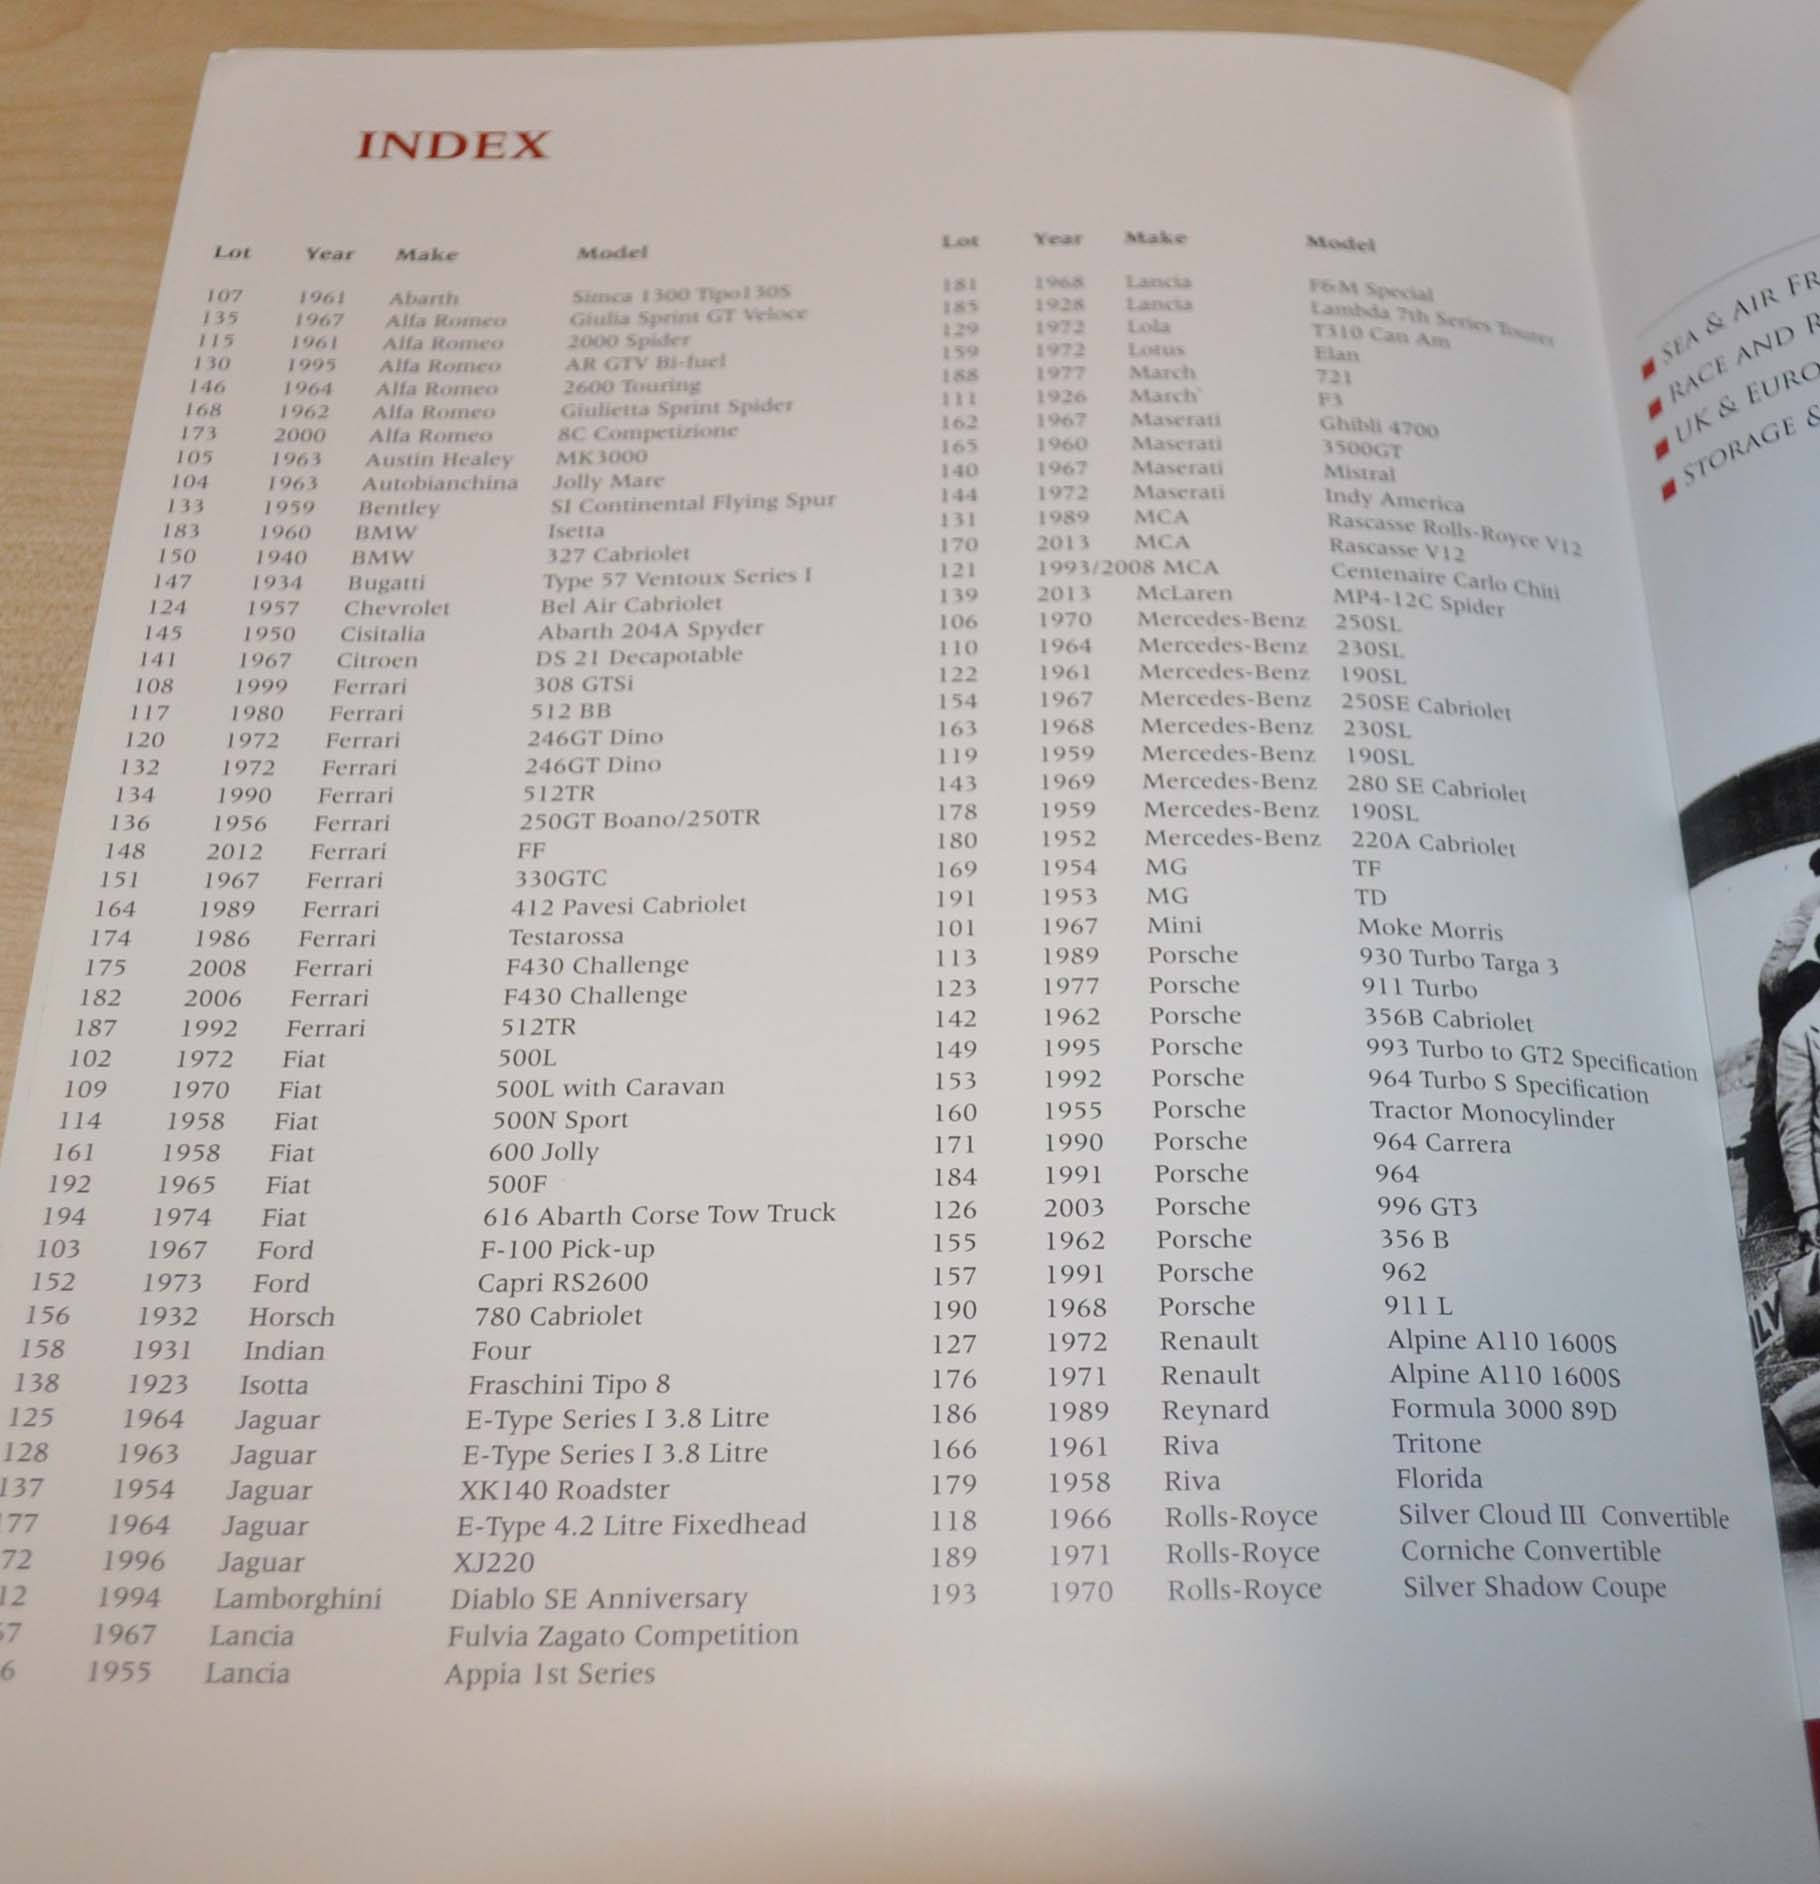 INDEX
Lot Year Make Model
107 1961 Abarth Simca 1300 Tipo130S
135 1967 Alfa Romeo Giulia Sprint GT Veloce
115 1961 Alfa Romeo 2000 Spider
130 1995 Alfa Romeo AR GTV Bi-fuel
146 1964 Alfa Romeo 2600 Touring
168 1962 Alfa Romeo Giulietta Sprint Spider
173 2000 Alfa Romeo 8C Competizione
105 1963 Austin Healey MK3000
104 1963 Autobianchina Jolly Mare
133 1959 Bentley SI Continental Flying Spur
183 1960 BMW Isetta
150 1940 BMW 327 Cabriolet
147 1934 Bugatti Type 57 Ventoux Series I
124 1957 Chevrolet Bel Air Cabriolet
145 1950 Cisitalia Abarth 204A Spyder
141 1967 Citroen DS 21 Decapotable
108 1999 Ferrari 308 GTSi
117 1980 Ferrari 512 BB
120 1972 Ferrari 246GT Dino
132 1972 Ferrari 246GT Dino
134 1990 Ferrari 512TR
136 1956 Ferrari 250GT Boano/250TR
148 2012 Ferrari FF
151 1967 Ferrari 330GTC
164 1989 Ferrari 412 Pavesi Cabriolet
174 1986 Ferrari Testarossa
175 2008 Ferrari F430 Challenge
182 2006 Ferrari F430 Challenge
187 1992 Ferrari 512TR
102 1972 Fiat 500L
109 1970 Fiat 500L with Caravan
114 1958 Fiat 500N Sport
161 1958 Fiat 600 Jolly
192 1965 Fiat 500F
194 1974 Fiat 616 Abarth Corse Tow Truck
103 1967 Ford F-100 Pick-up
152 1973 Ford Capri RS2600
156 1932 Horsch 780 Cabriolet
158 1931 Indian Four
138 1923 Isotta Fraschini Tipo 8
125 1964 Jaguar E-Type Series I 3.8 Litre
128 1963 Jaguar E-Type Series I 3.8 Litre
137 1954 Jaguar XK140 Roadster
77 1964 Jaguar E-Type 4.2 Litre Fixedhead
72 1996 Jaguar XJ220
12 1994 Lamborghini Diablo SE Anniversary
7 1967 Lancia Fulvia Zagato Competition
6 1955 Lancia Appia 1st Series
Lot Year Make Model
181 1968 Lancia F&M Special
185 1928 Lancia Lambda 7th Series Tourer
129 1972 Lola T310 Can Am
159 1972 Lotus Elan
188 1977 March 721
111 1926 March F3
162 1967 Maserati Ghibli 4700
165 1960 Maserati 3500GT
140 1967 Maserati Mistral
144 1972 Maserati Indy America
131 1989 MCA Rascasse Rolls-Royce V12
170 2013 MCA Rascasse V12
121 1993/2008 MCA Centenaire Carlo Chiti
139 2013 McLaren MP4-12C Spider
106 1970 Mercedes-Benz 250SL
110 1964 Mercedes-Benz 230SL
122 1961 Mercedes-Benz 190SL
154 1967 Mercedes-Benz 250SE Cabriolet
163 1968 Mercedes-Benz 230SL
119 1959 Mercedes-Benz 190SL
143 1969 Mercedes-Benz 280 SE Cabriolet
178 1959 Mercedes-Benz 190SL
180 1952 Mercedes-Benz 220A Cabriolet
169 1954 MG TF
191 1953 MG TD
101 1967 Mini Moke Morris
113 1989 Porsche 930 Turbo Targa 3
123 1977 Porsche 911 Turbo
142 1962 Porsche 356B Cabriolet
149 1995 Porsche 993 Turbo to GT2 Specification
153 1992 Porsche 964 Turbo S Specification
160 1955 Porsche Tractor Monocylinder
171 1990 Porsche 964 Carrera
184 1991 Porsche 964
126 2003 Porsche 996 GT3
155 1962 Porsche 356 B
157 1991 Porsche 962
190 1968 Porsche 911 L
127 1972 Renault Alpine A110 1600S
176 1971 Renault Alpine A110 1600S
186 1989 Reynard Formula 3000 89D
166 1961 Riva Tritone
179 1958 Riva Florida
118 1966 Rolls-Royce Silver Cloud III Convertible
189 1971 Rolls-Royce Corniche Convertible
193 1970 Rolls-Royce Silver Shadow Coupe
SEA & AIR FR
RACE AND R
UK & EURO
STORAGE &